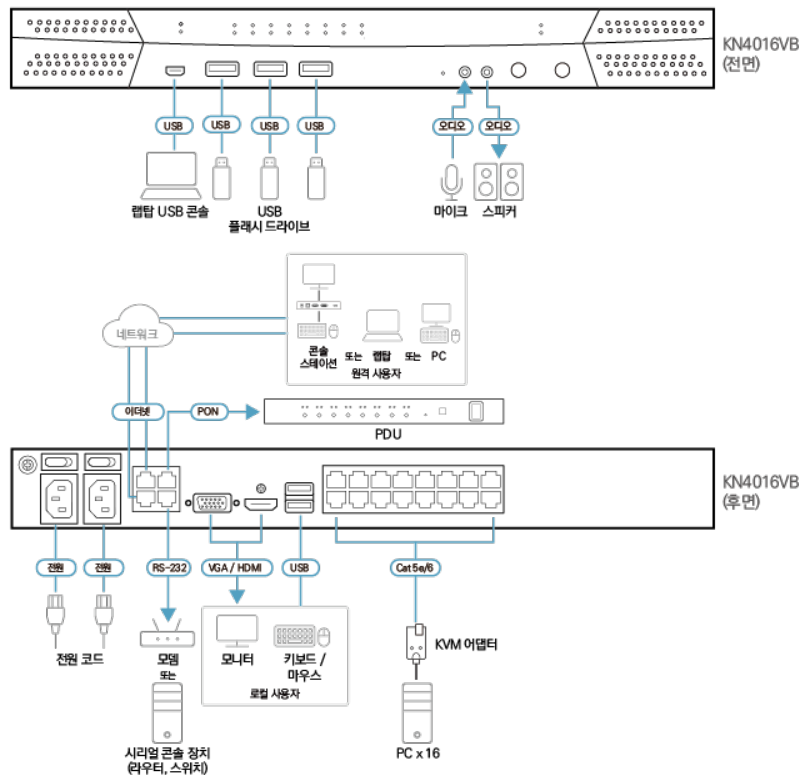 KN4016VB
(전면)
USB
USB
USB
USB
오디오
오디오
랩탑 USB 콘솔
USB
플래시 드라이브
마이크
스피커
네트워크
콘솔
스테이션
또는
랩탑
또는
PC
원격 사용자
이더넷
PON
PDU
KN4016VB
(후면)
전원
전원
RS-232
VGA / HDMI
USB
Cat5e/6
전원 코드
모뎀
또는
모니터
키보드 /
마우스
로컬 사용자
KVM 어댑터
시리얼 콘솔 장치
(라우터, 스위치)
PC x 16